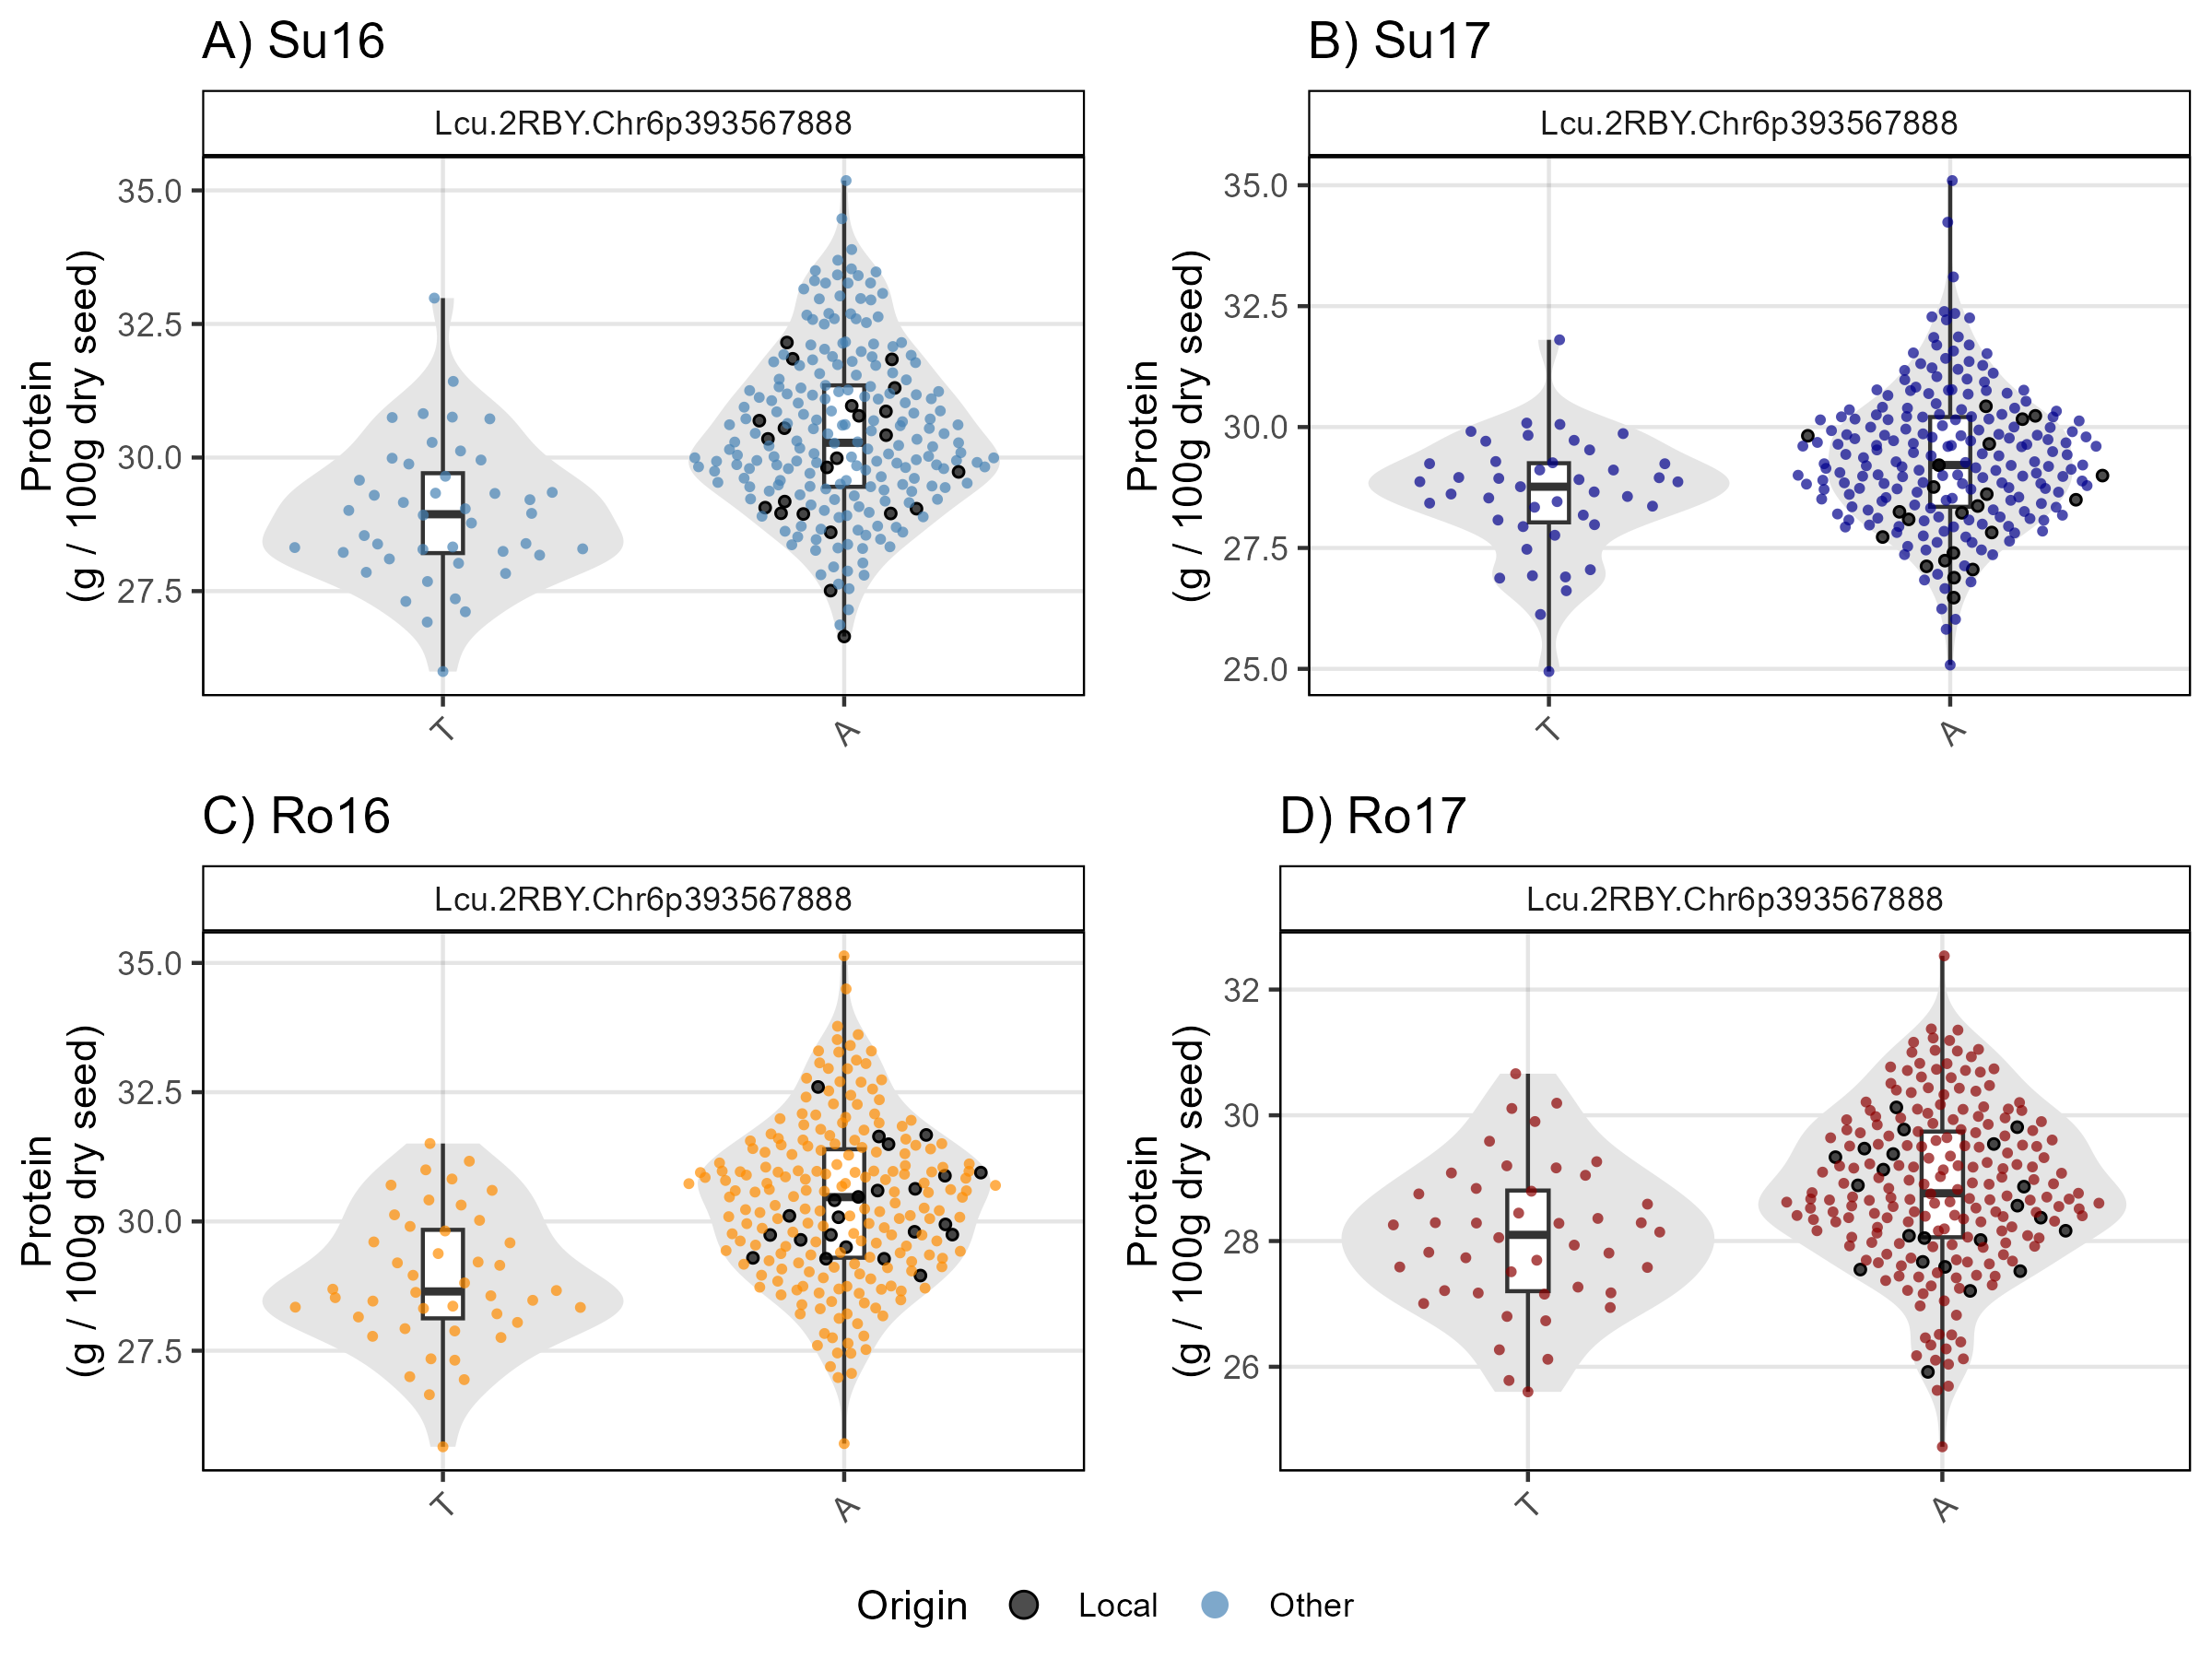 A) Su16
Lcu.2RBY.Chr6p393567888
Protein
(g / 100g dry seed)
35.0
32.5
30.0
27.5
T
A
B) Su17
Lcu.2RBY.Chr6p393567888
Protein
(g / 100g dry seed)
35.0
32.5
30.0
27.5
25.0
T
A
C) Ro16
Lcu.2RBY.Chr6p393567888
Protein
(g / 100g dry seed)
35.0
32.5
30.0
27.5
T
A
D) Ro17
Lcu.2RBY.Chr6p393567888
Protein
(g / 100g dry seed)
32
30
28
26
T
A
Origin Local Other